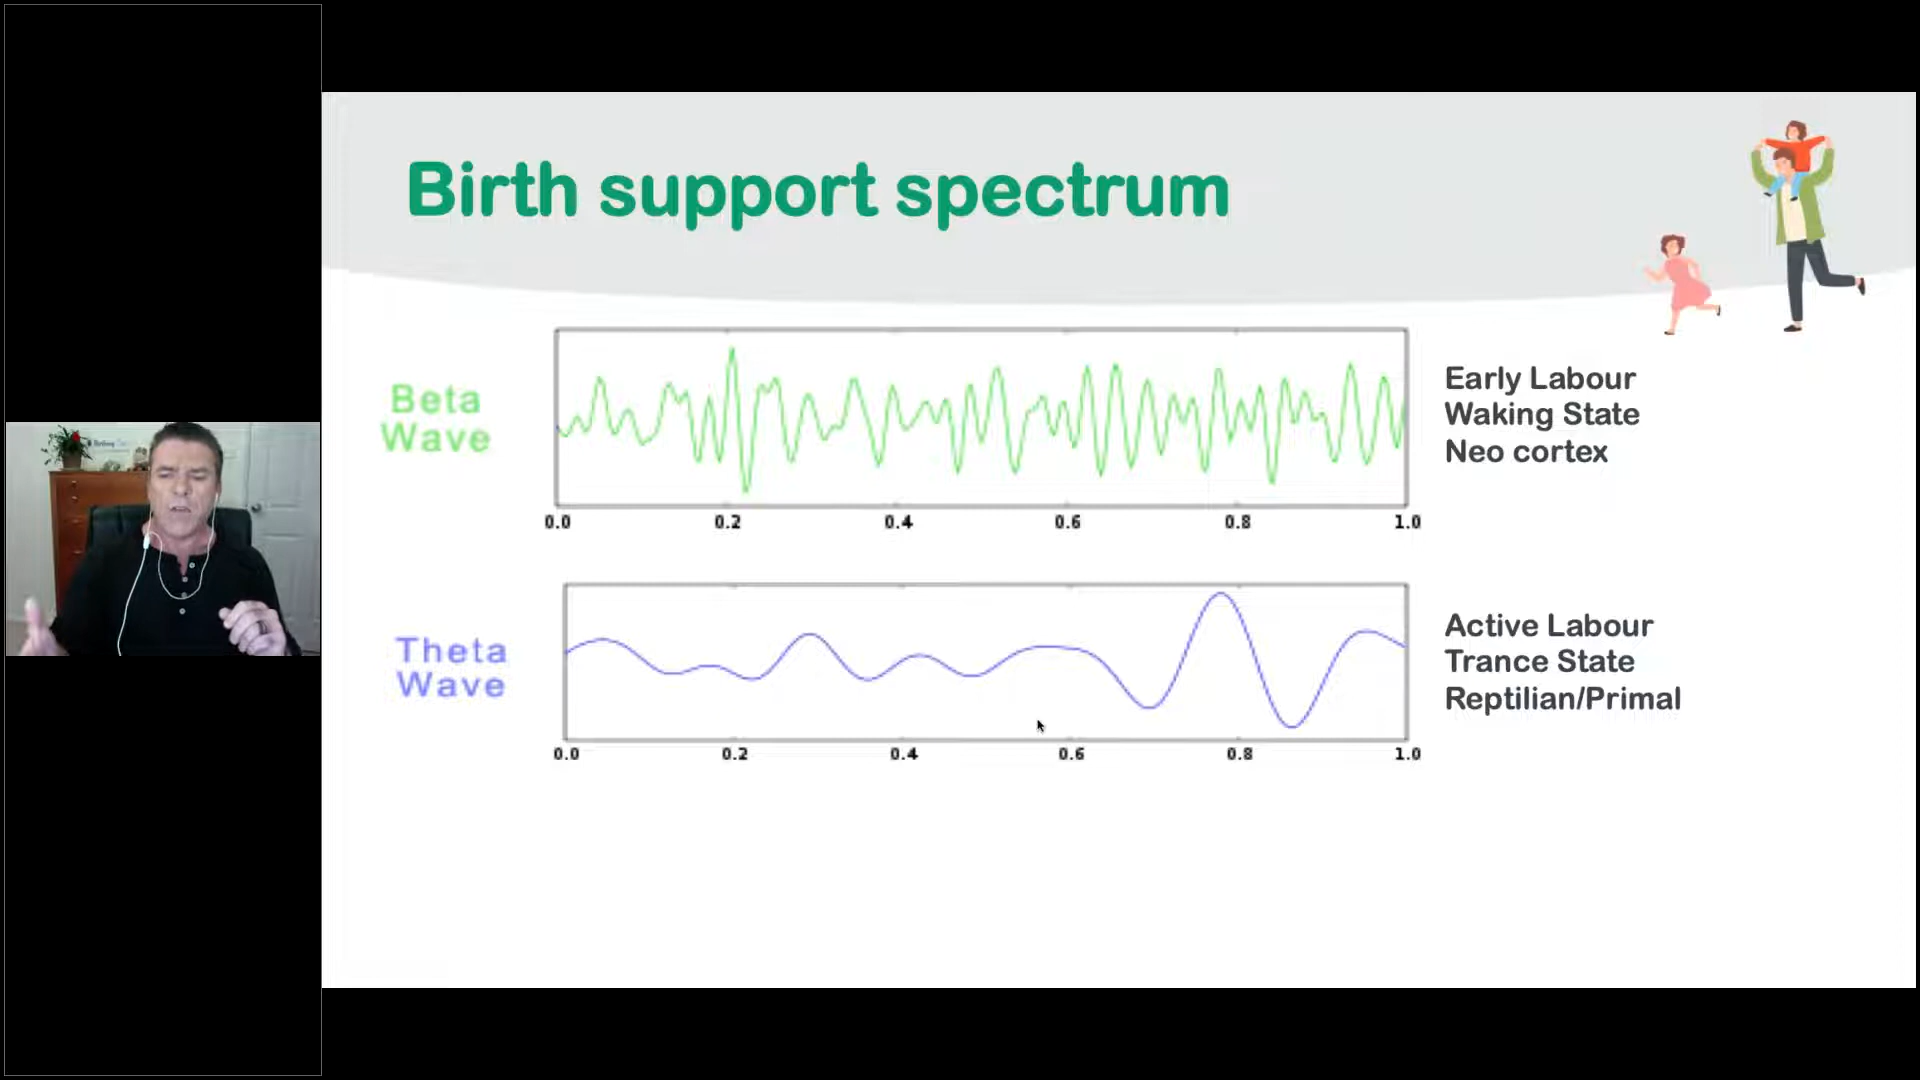 Birth support spectrum
Beta
Wave
0.0 0.2 0.4 0.6 0.8 1.0
Early Labour
Waking State
Neo cortex
Theta
Wave
0.0 0.2 0.4 0.6 0.8 1.0
Active Labour
Trance State
Reptilian/Primal